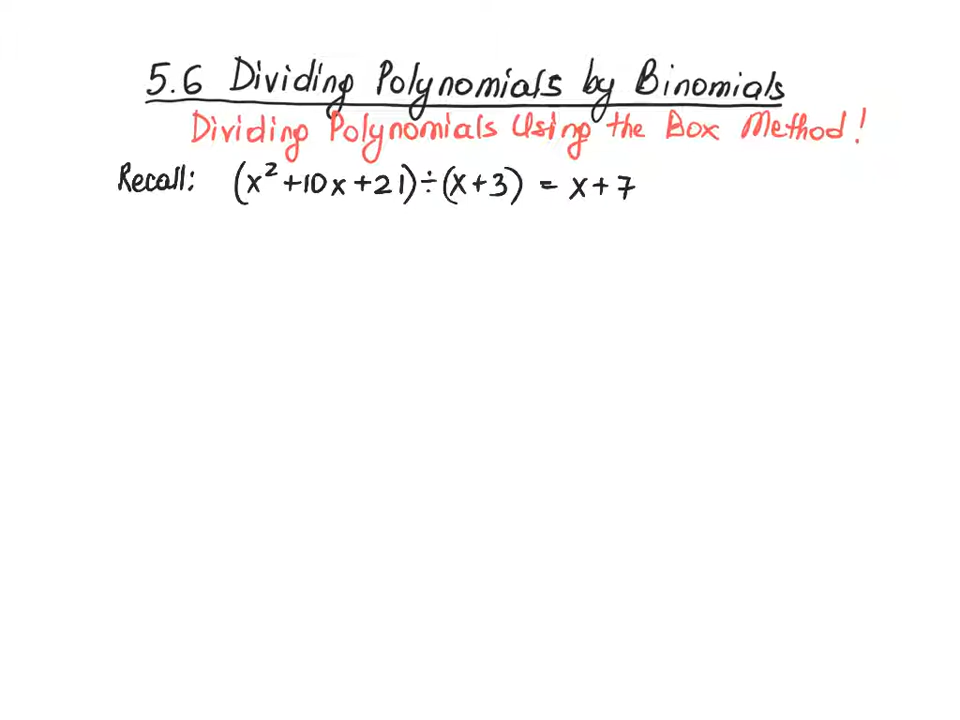 5.6 Dividing Polynomials by Binomials
Dividing Polynomials Using the Box Method!
Recall: (x² +10x +21) ÷ (x+3) = x + 7